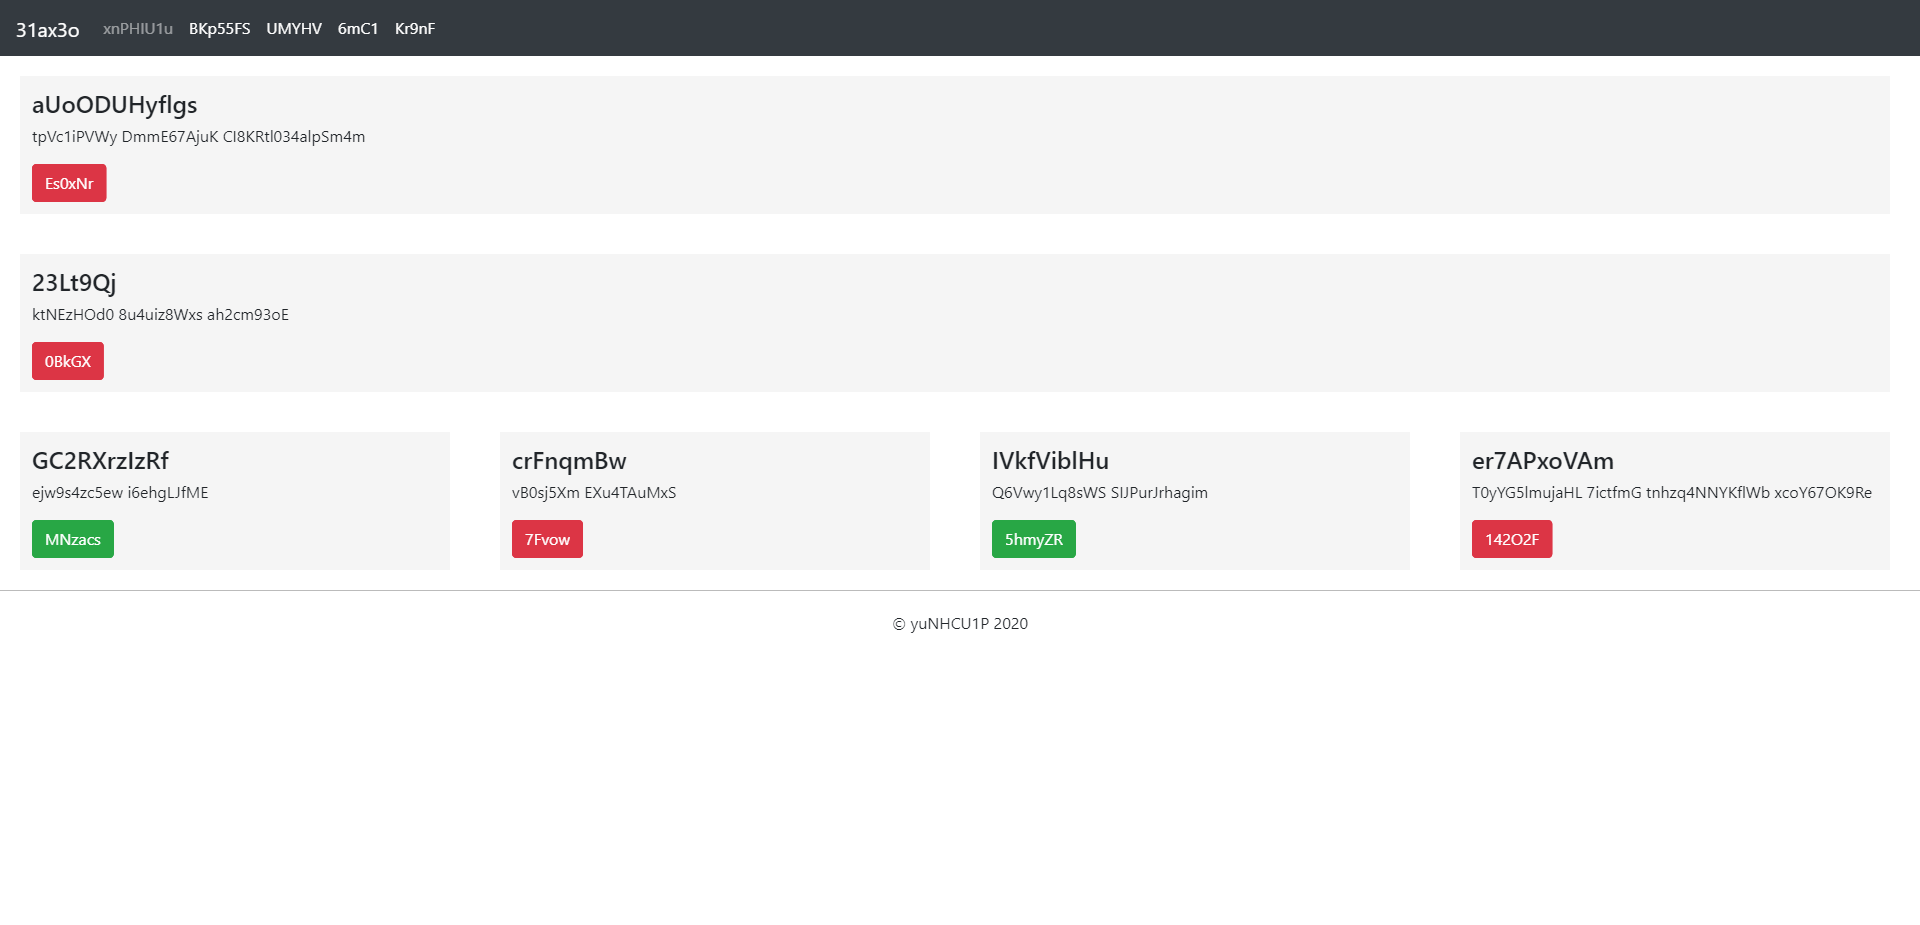 31ax3o xnPHIU1u BKp55FS UMYHV 6mC1 Kr9nF
aUoODUHyflgs
tpVc1iPVWy DmmE67AjuK CI8KRtl034alpSm4m
Es0xNr
23Lt9Qj
ktNEzHOd0 8u4uiz8Wxs ah2cm93oE
0BkGX
GC2RXrzIzRf
ejw9s4zc5ew i6ehgLJfME
MNzacs
crFnqmBw
vB0sj5Xm EXu4TAuMxS
7Fvow
IVkfViblHu
Q6Vwy1Lq8sWS SIJPurJrhagim
5hmyZR
er7APxoVAm
T0yYG5lmujaHL 7ictfmG tnhzq4NNYKflWb xcoY67OK9Re
142O2F
© yuNHCU1P 2020